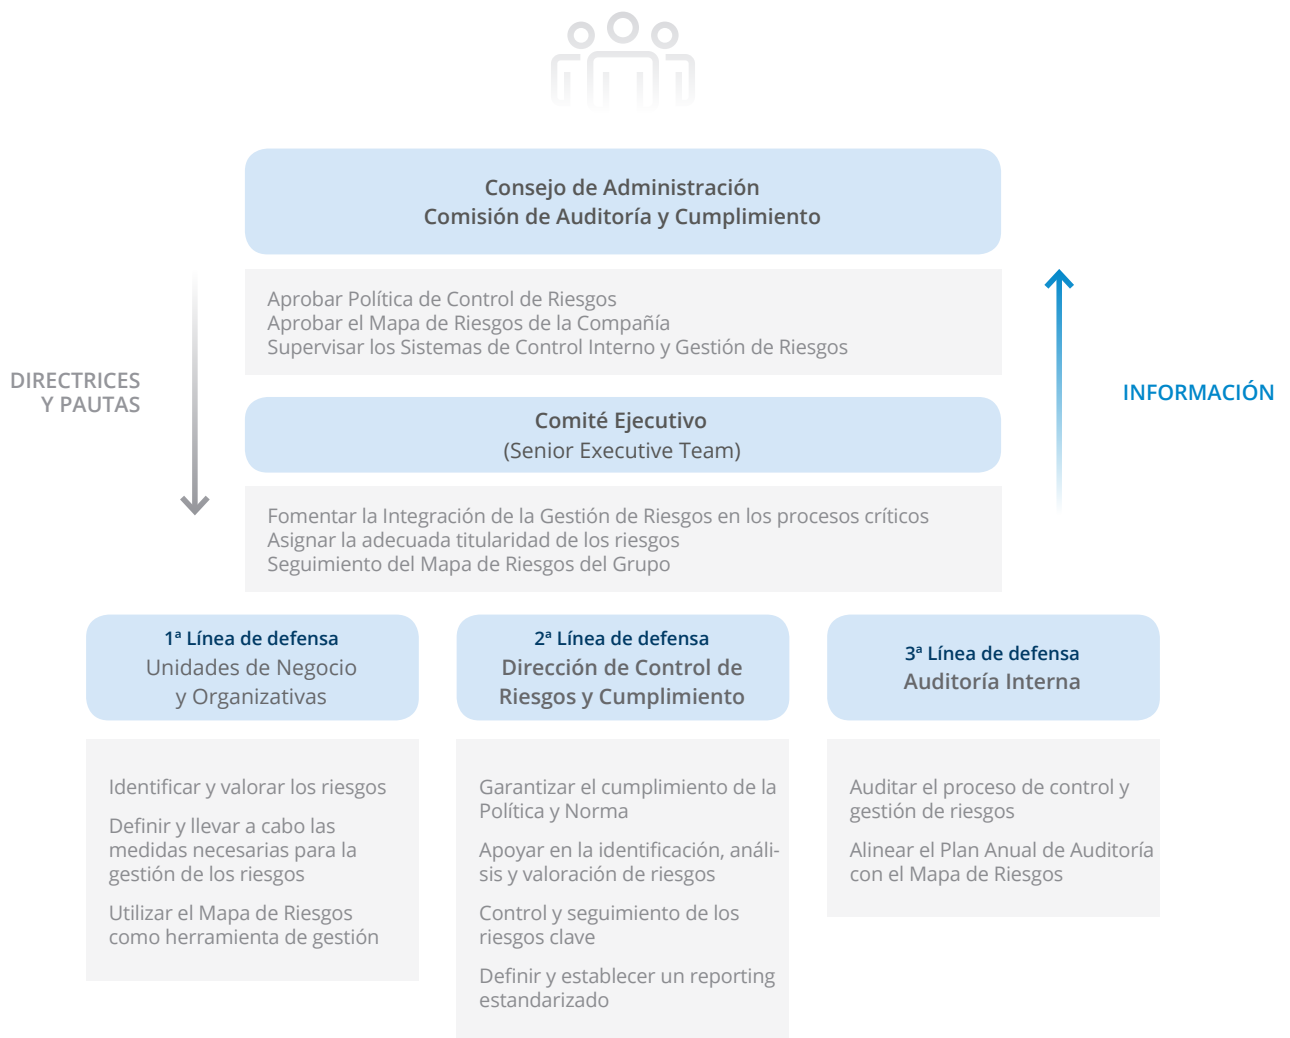 Consejo de Administración
Comisión de Auditoría y Cumplimiento
Aprobar Política de Control de Riesgos
Aprobar el Mapa de Riesgos de la Compañía
Supervisar los Sistemas de Control Interno y Gestión de Riesgos
DIRECTRICES
Y PAUTAS
INFORMACIÓN
Comité Ejecutivo
(Senior Executive Team)
Fomentar la Integración de la Gestión de Riesgos en los procesos críticos
Asignar la adecuada titularidad de los riesgos
Seguimiento del Mapa de Riesgos del Grupo
1ª Línea de defensa
Unidades de Negocio
y Organizativas
Identificar y valorar los riesgos
Definir y llevar a cabo las
medidas necesarias para la
gestión de los riesgos
Utilizar el Mapa de Riesgos
como herramienta de gestión
2ª Línea de defensa
Dirección de Control de
Riesgos y Cumplimiento
Garantizar el cumplimiento de la
Política y Norma
Apoyar en la identificación, análi-
sis y valoración de riesgos
Control y seguimiento de los
riesgos clave
Definir y establecer un reporting
estandarizado
3ª Línea de defensa
Auditoría Interna
Auditar el proceso de control y
gestión de riesgos
Alinear el Plan Anual de Auditoría
con el Mapa de Riesgos